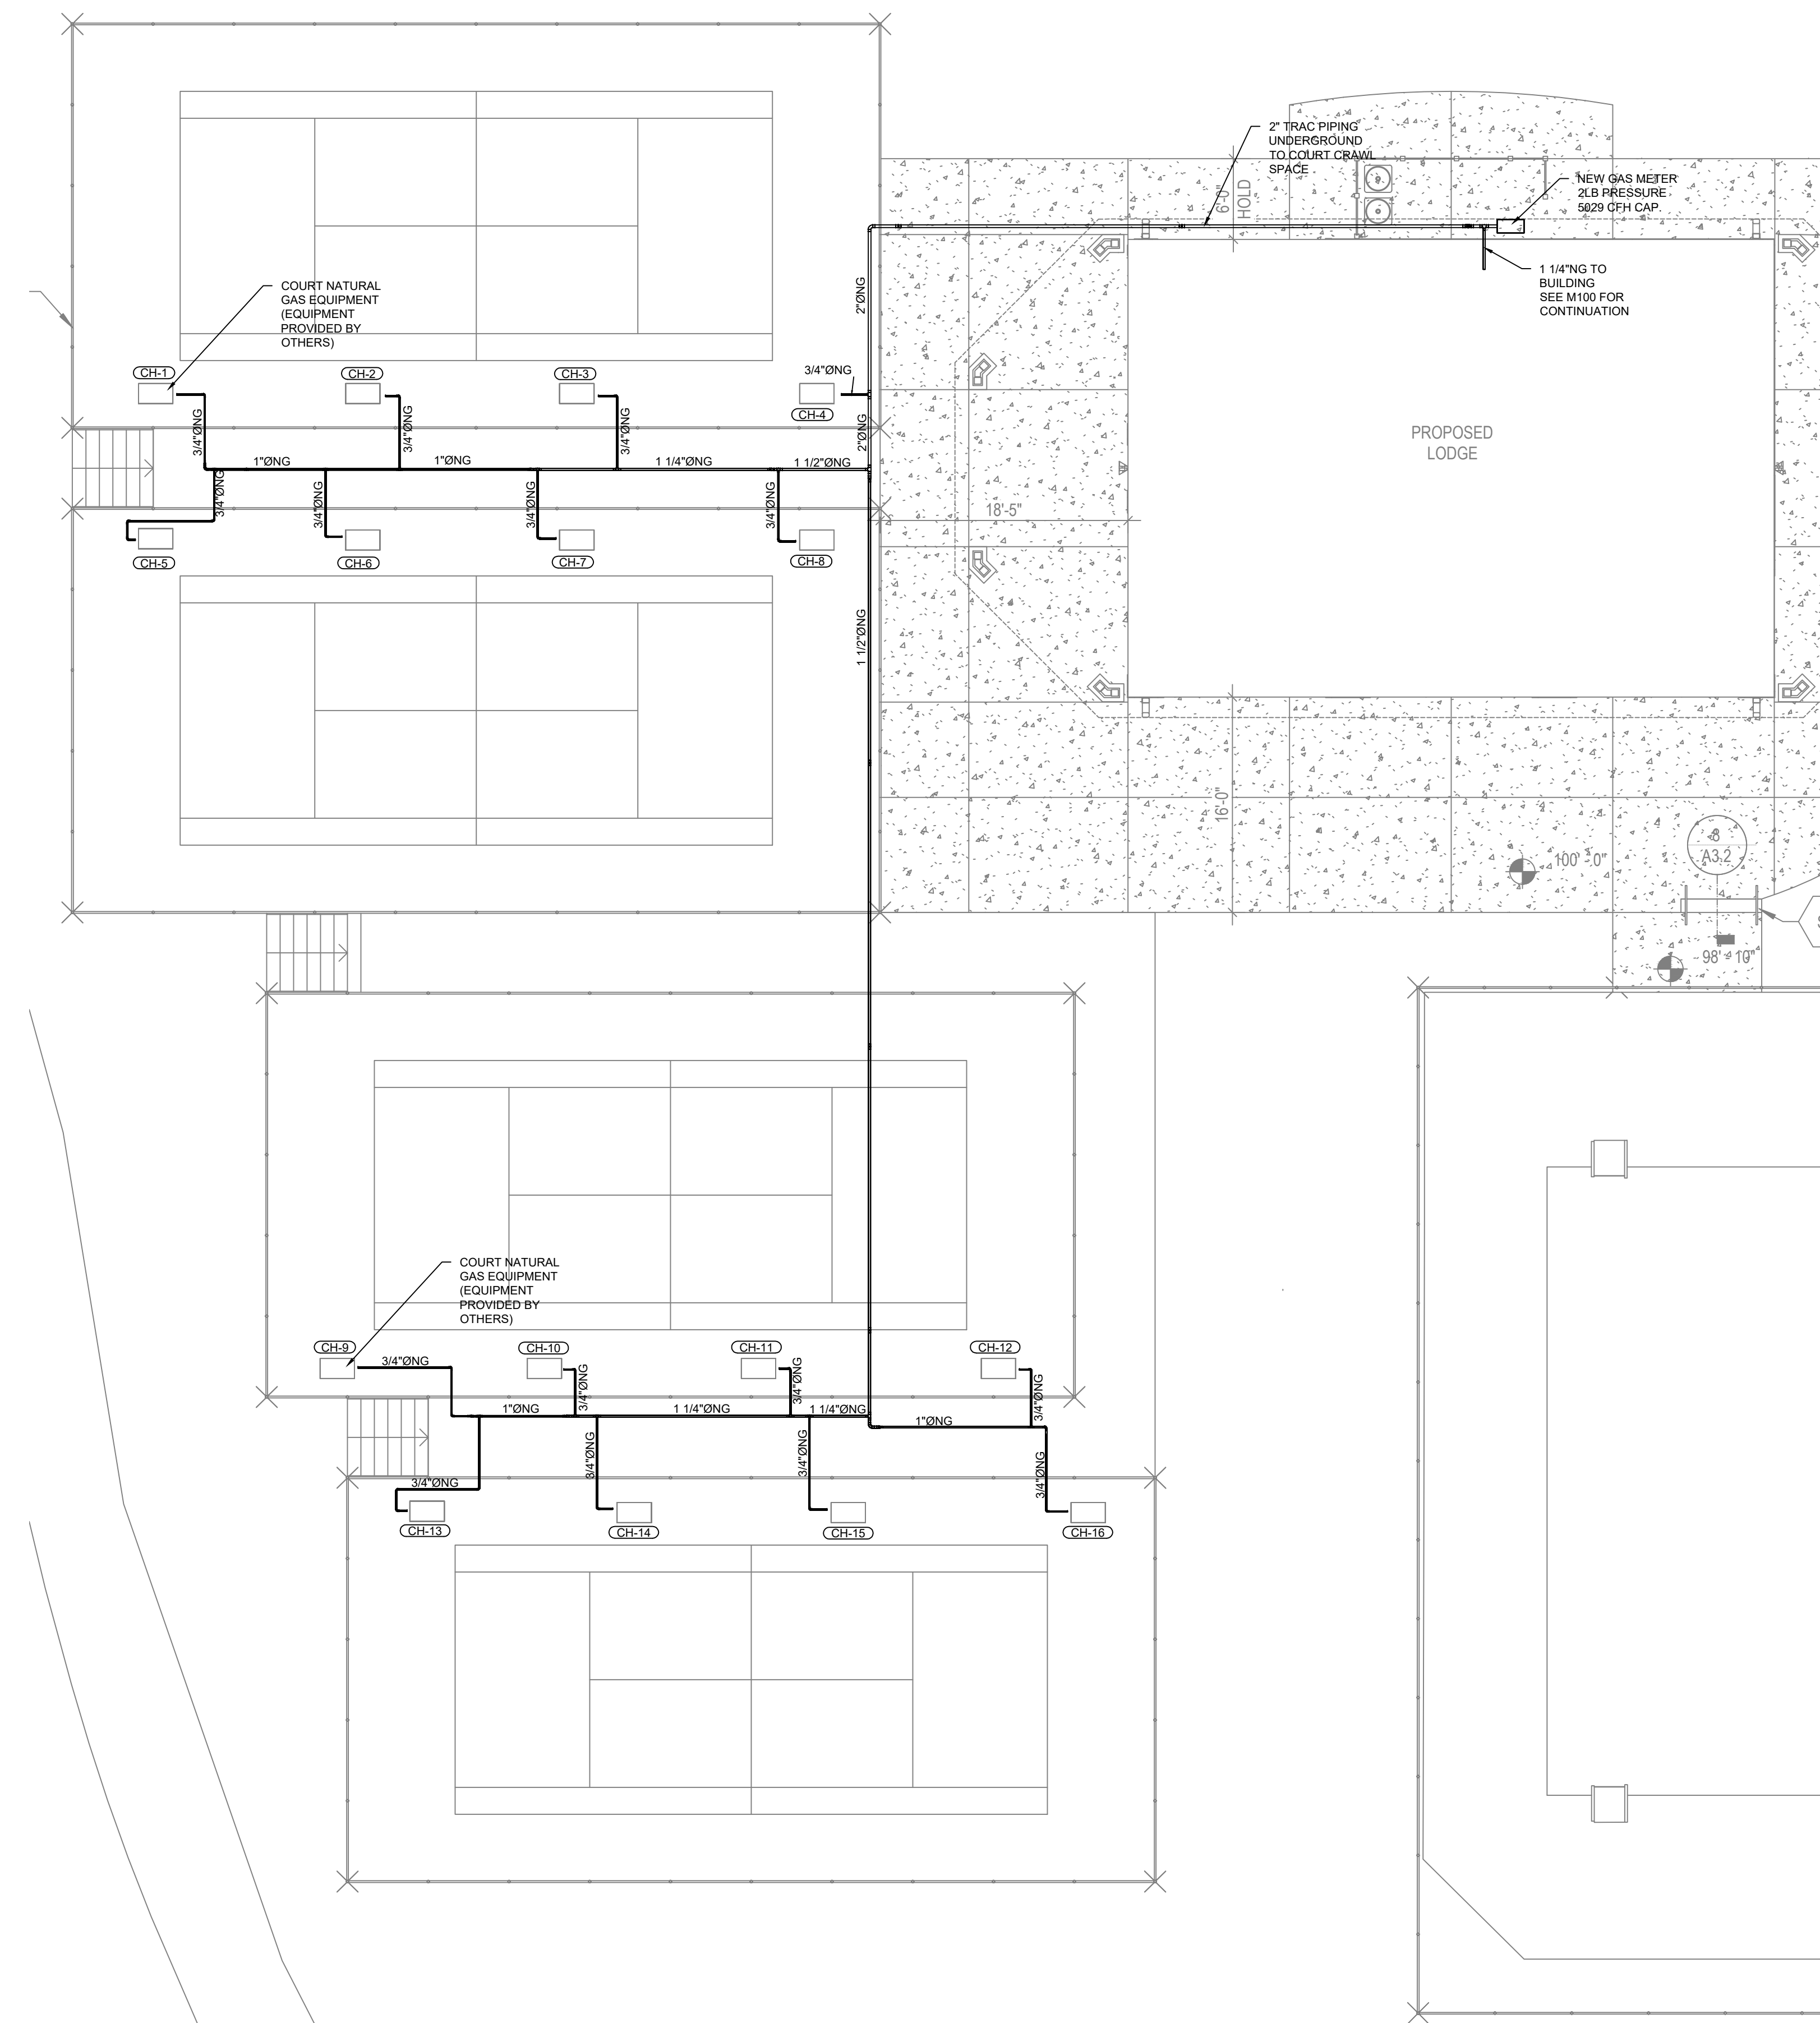 2" TRAC PIPING
UNDERGROUND
TO COURT CRAWL
SPACE
6'-0"
HOLD
NEW GAS METER
2LB PRESSURE
5029 CFH CAP.
1 1/4"NG TO
BUILDING
SEE M100 FOR
CONTINUATION
COURT NATURAL
GAS EQUIPMENT
(EQUIPMENT
PROVIDED BY
OTHERS)
2"ØNG
CH-1
CH-2
CH-3
3/4"ØNG
CH-4
3/4"ØNG
3/4"ØNG
3/4"ØNG
2"ØNG
PROPOSED
LODGE
1"ØNG
1"ØNG
1 1/4"ØNG
1 1/2"ØNG
3/4"ØNG
3/4"ØNG
3/4"ØNG
3/4"ØNG
18'-5"
CH-5
CH-6
CH-7
CH-8
1 1/2"ØNG
16'-0"
100' - 0"
8
A3.2
98' - 10"
COURT NATURAL
GAS EQUIPMENT
(EQUIPMENT
PROVIDED BY
OTHERS)
CH-9
CH-10
CH-11
CH-12
3/4"ØNG
3/4"ØNG
3/4"ØNG
3/4"ØNG
1"ØNG
1 1/4"ØNG
1 1/4"ØNG
1"ØNG
3/4"ØNG
3/4"ØNG
3/4"ØNG
3/4"ØNG
CH-13
CH-14
CH-15
CH-16